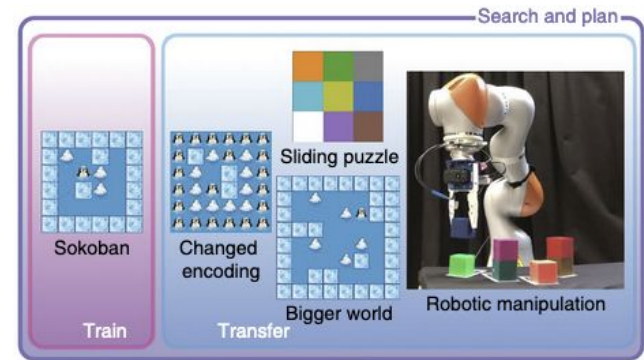 Search and plan
Sliding puzzle
Sokoban
Changed
encoding
Bigger world
Robotic manipulation
Train
Transfer